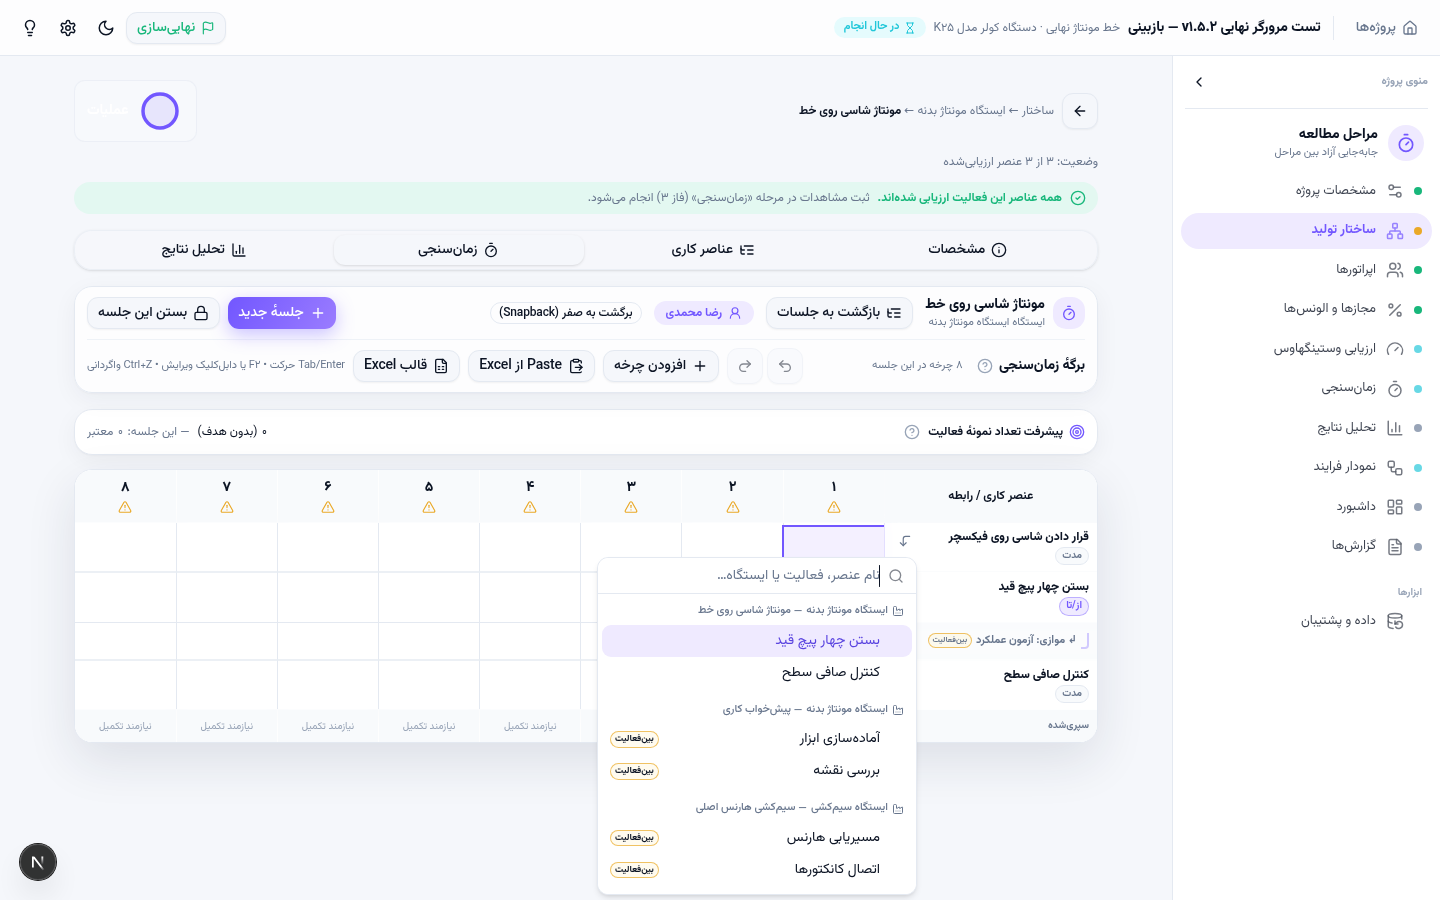 پروژه‌ها
تست مرورگر نهایی v۱.۵.۲ — بازبینی
خط مونتاژ نهایی · دستگاه کولر مدل K۲۵
در حال انجام
نهایی‌سازی
منوی پروژه
مراحل مطالعه
جابه‌جایی آزاد بین مراحل
مشخصات پروژه
ساختار تولید
اپراتورها
مجازها و الونس‌ها
ارزیابی وستینگهاوس
زمان‌سنجی
تحلیل نتایج
نمودار فرایند
داشبورد
گزارش‌ها
ابزارها
داده و پشتیبان
ساختار ← ایستگاه مونتاژ بدنه ← مونتاژ شاسی روی خط
عملیات
وضعیت: ۳ از ۳ عنصر ارزیابی‌شده
همه عناصر این فعالیت ارزیابی شده‌اند. ثبت مشاهدات در مرحله «زمان‌سنجی» (فاز ۳) انجام می‌شود.
مشخصات
عناصر کاری
زمان‌سنجی
تحلیل نتایج
مونتاژ شاسی روی خط
ایستگاه ایستگاه مونتاژ بدنه
بازگشت به جلسات
رضا محمدی
برگشت به صفر (Snapback)
جلسهٔ جدید
بستن این جلسه
برگهٔ زمان‌سنجی
۸ چرخه در این جلسه
افزودن چرخه
Paste از Excel
قالب Excel
Tab/Enter حرکت • F۲ یا دابل‌کلیک ویرایش • Ctrl+Z واگردانی
پیشرفت تعداد نمونهٔ فعالیت
۰ (بدون هدف) — این جلسه: ۰ معتبر
عنصر کاری / رابطه
۱ ۲ ۳ ۴ ۵ ۶ ۷ ۸
قرار دادن شاسی روی فیکسچر
مدت
بستن چهار پیچ قید
از/تا
↲ موازی: آزمون عملکرد
بین‌فعالیت
کنترل صافی سطح
مدت
سپری‌شده
نیازمند تکمیل نیازمند تکمیل نیازمند تکمیل نیازمند تکمیل نیازمند تکمیل
نام عنصر، فعالیت یا ایستگاه…
ایستگاه مونتاژ بدنه — مونتاژ شاسی روی خط
بستن چهار پیچ قید
کنترل صافی سطح
ایستگاه مونتاژ بدنه — پیش‌خواب کاری
آماده‌سازی ابزار
بین‌فعالیت
بررسی نقشه
بین‌فعالیت
ایستگاه سیم‌کشی — سیم‌کشی هارنس اصلی
مسیریابی هارنس
بین‌فعالیت
اتصال کانکتورها
بین‌فعالیت
N